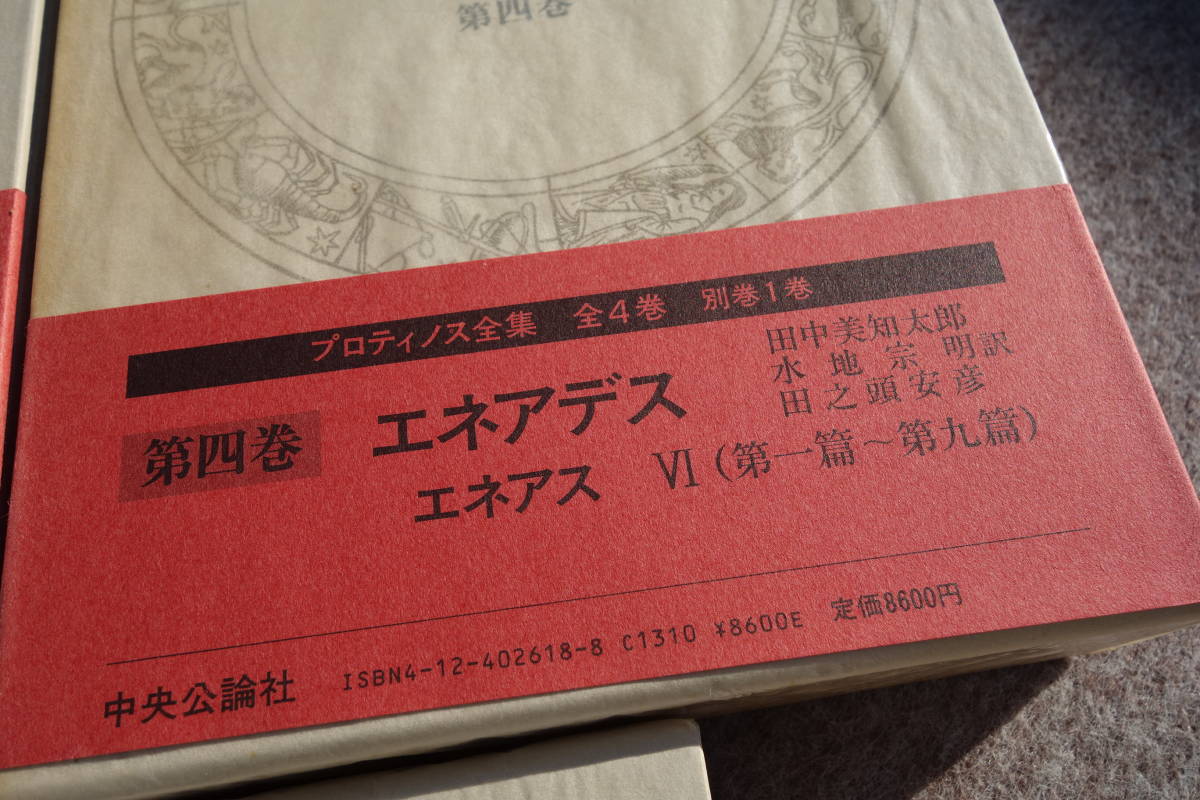 第四巻
プロティノス全集 全4巻 別巻1巻
田中美知太郎
水地宗明訳
田之頭安彦
第四巻 エネアデス
エネアス Ⅵ(第一篇~第九篇)
中央公論社 ISBN4-12-402618-8 C1310 ¥8600E 定価8600円